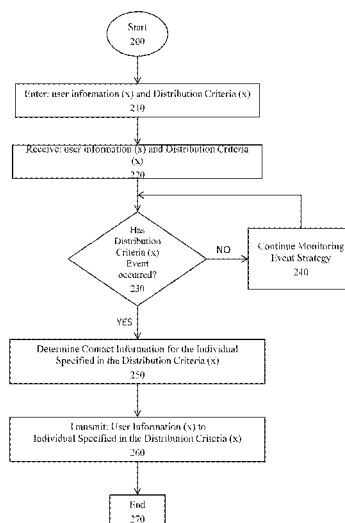 Start
200
Enter: user information (x) and Distribution Criteria (x)
210
Receive: user information (x) and Distribution Criteria
(x)
220
Has
Distribution
Criteria (x)
Event
occurred?
230
NO
Continue Monitoring
Event Strategy
240
YES
Determine Contact Information for the Individual
Specified in the Distribution Criteria (x)
250
Transmit: User Information (x) to
Individual Specified in the Distribution Criteria (x)
260
End
270